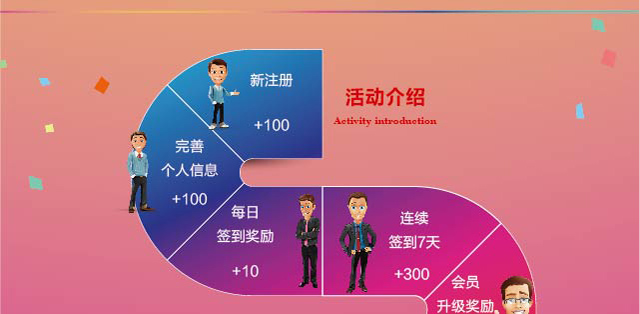 新注册
+100
活动介绍
Activity introduction
完善
个人信息
+100
每日
签到奖励
+10
连续
签到7天
+300
会员
升级奖励